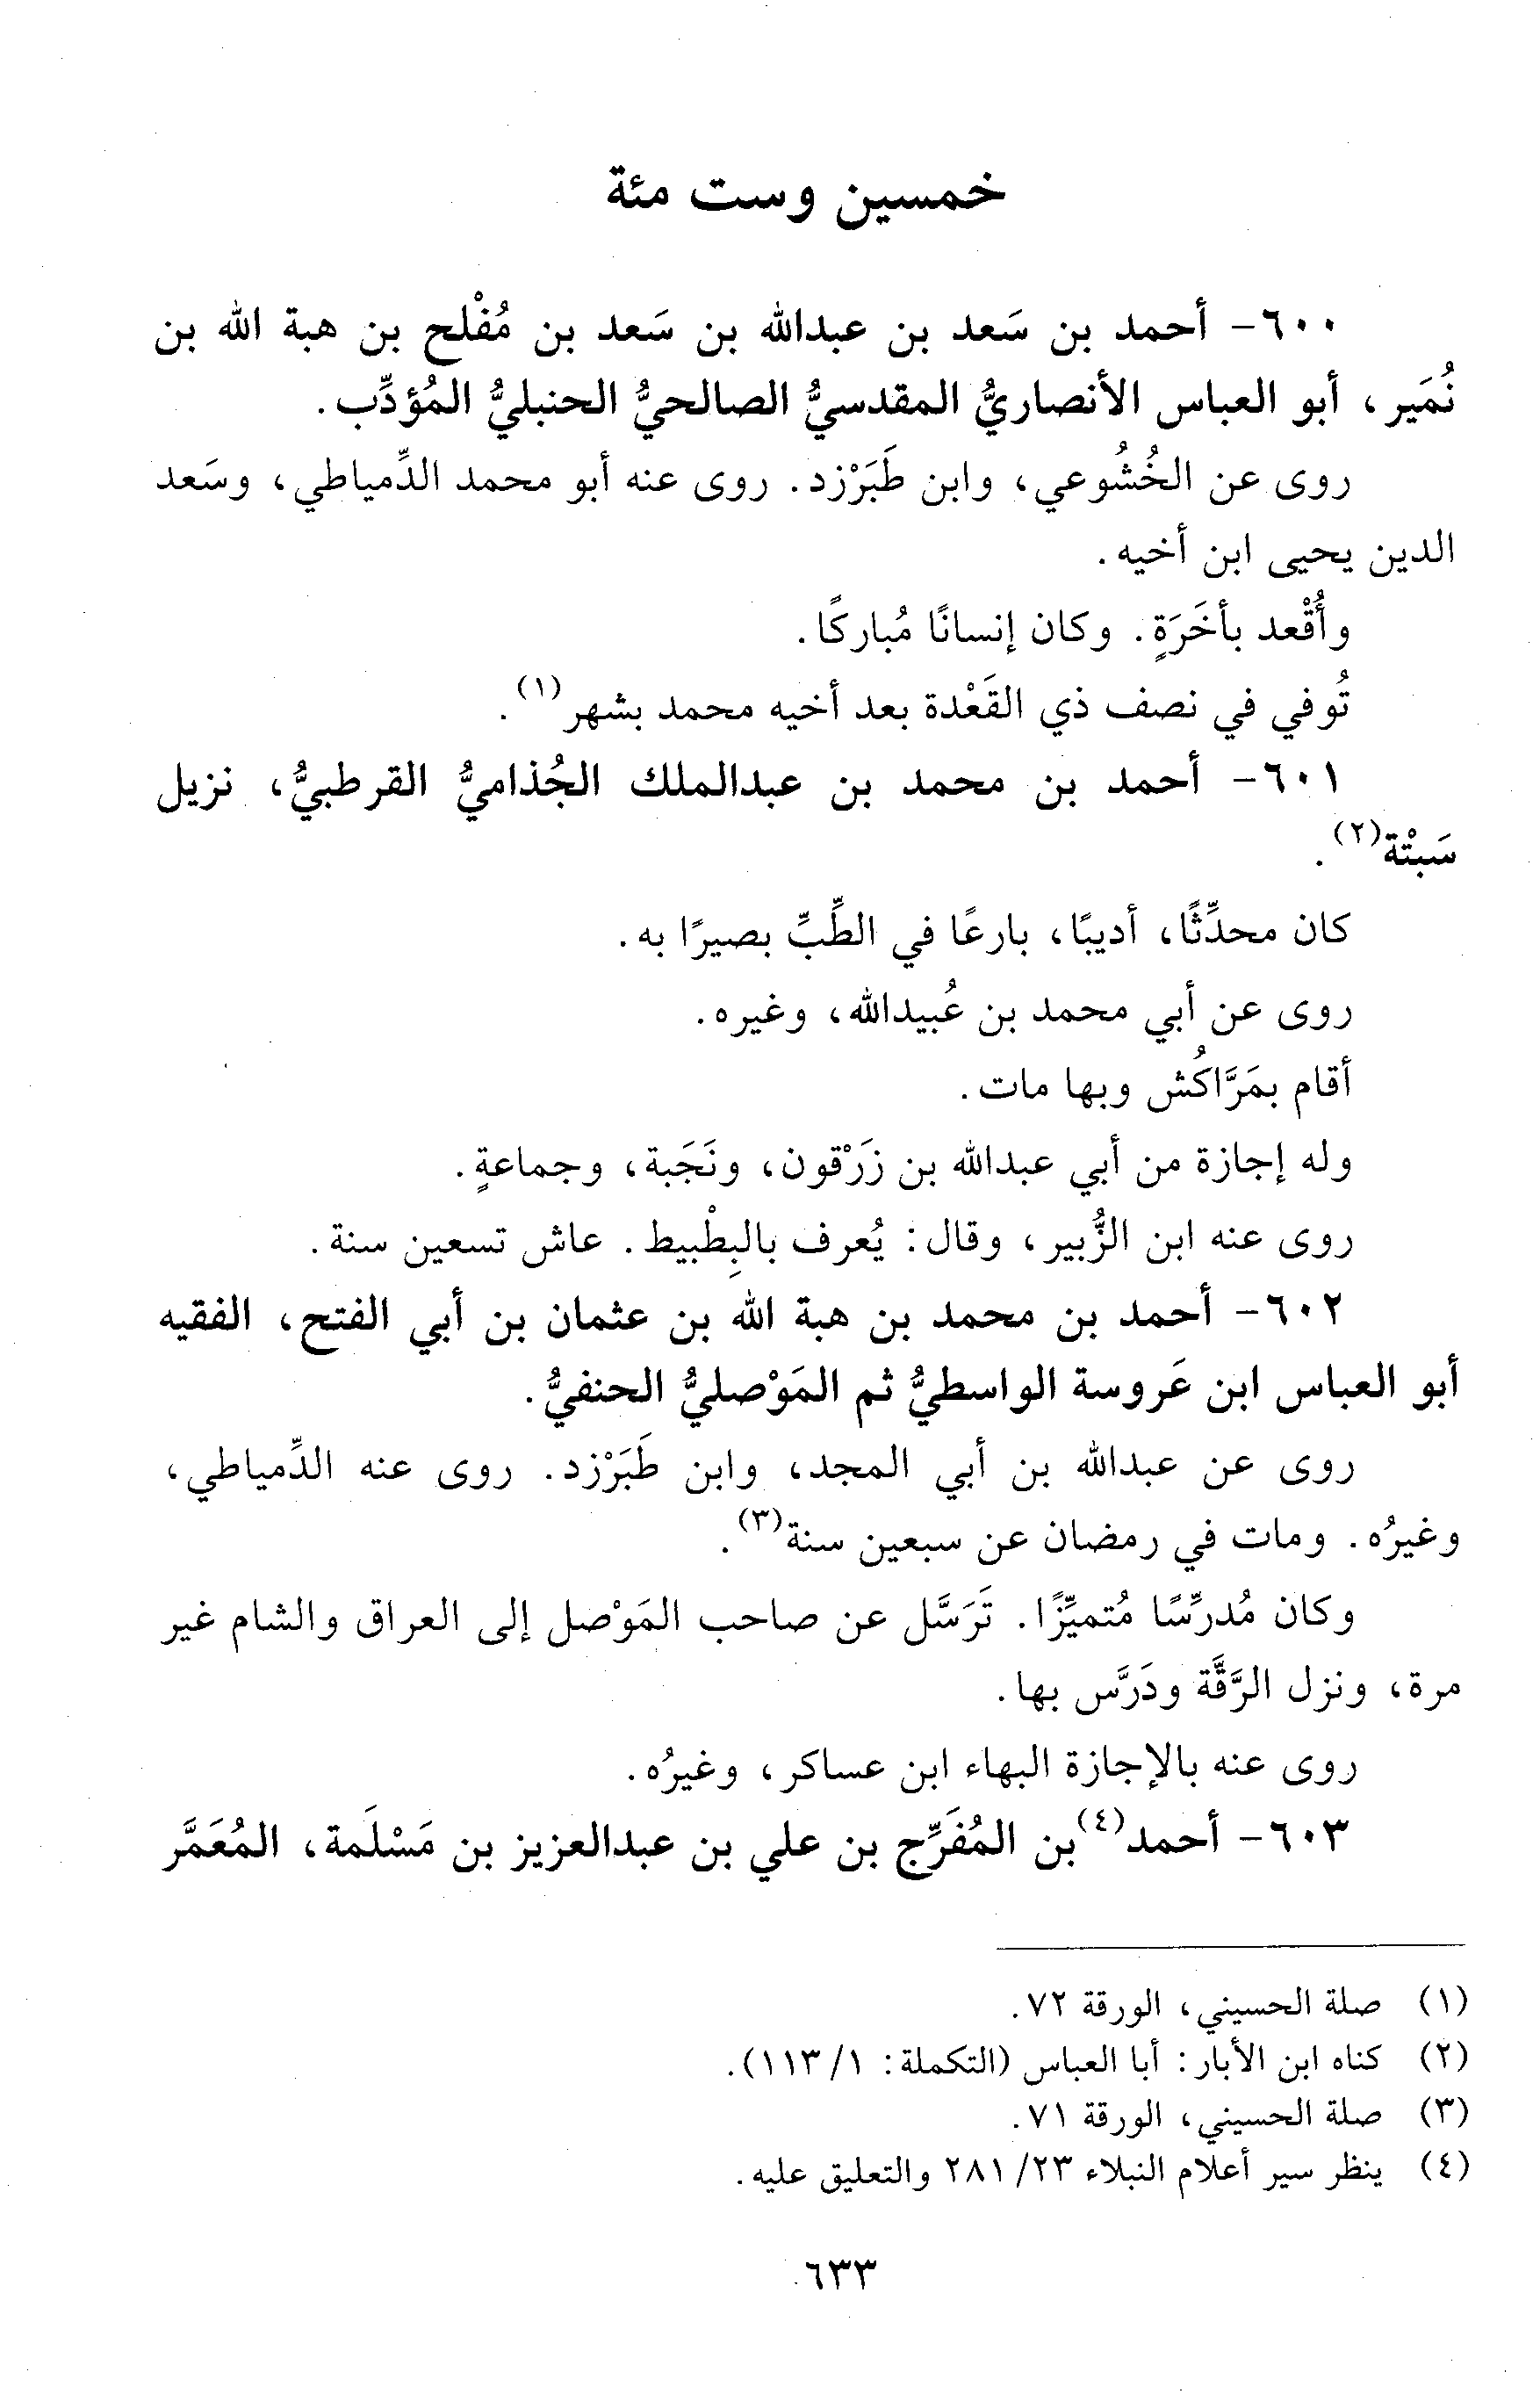 خمسين وست مئة
٦٠٠- أحمد بن سَعد بن عبدالله بن سَعد بن مُفْلح بن هبة الله بن
نُمَير، أبو العباس الأنصاريُّ المقدسيُّ الصالحيُّ الحنبليُّ المُؤدِّب.
روى عن الخُشُوعي، وابن طَبَرْزد. روى عنه أبو محمد الدِّمياطي، وسَعد
الدين يحيى ابن أخيه.
وأُقْعد بأخَرَةٍ. وكان إنسانًا مُباركًا.
تُوفي في نصف ذي القَعْدة بعد أخيه محمد بشهر(١).
٦٠١- أحمد بن محمد بن عبدالملك الجُذاميُّ القرطبيُّ، نزيل
سَبتْة(٢).
كان محدِّثًا، أديبًا، بارعًا في الطِّبِّ بصيرًا به.
روى عن أبي محمد بن عُبيدالله، وغيره.
أقام بمَرَّاكُش وبها مات.
وله إجازة من أبي عبدالله بن زَرْقون، ونَجَبة، وجماعةٍ.
روى عنه ابن الزُّبير، وقال: يُعرف بالبِطْبيط. عاش تسعين سنة.
٦٠٢- أحمد بن محمد بن هبة الله بن عثمان بن أبي الفتح، الفقيه
أبو العباس ابن عَروسة الواسطيُّ ثم المَوْصليُّ الحنفيُّ.
روى عن عبدالله بن أبي المجد، وابن طَبَرْزد. روى عنه الدِّمياطي،
وغيرُه. ومات في رمضان عن سبعين سنة(٣).
وكان مُدرِّسًا مُتميِّزًا. تَرَسَّل عن صاحب المَوْصل إلى العراق والشام غير
مرة، ونزل الرَّقَّة ودَرَّس بها.
روى عنه بالإجازة البهاء ابن عساكر، وغيرُه.
٦٠٣- أحمد(٤) بن المُفَرِّج بن علي بن عبدالعزيز بن مَسْلَمة، المُعَمَّر
(١) صلة الحسيني، الورقة ٧٢.
(٢) كناه ابن الأبار: أبا العباس (التكملة: ١/ ١١٣).
(٣) صلة الحسيني، الورقة ٧١.
(٤) ينظر سير أعلام النبلاء ٢٣/ ٢٨١ والتعليق عليه.
٦٣٣